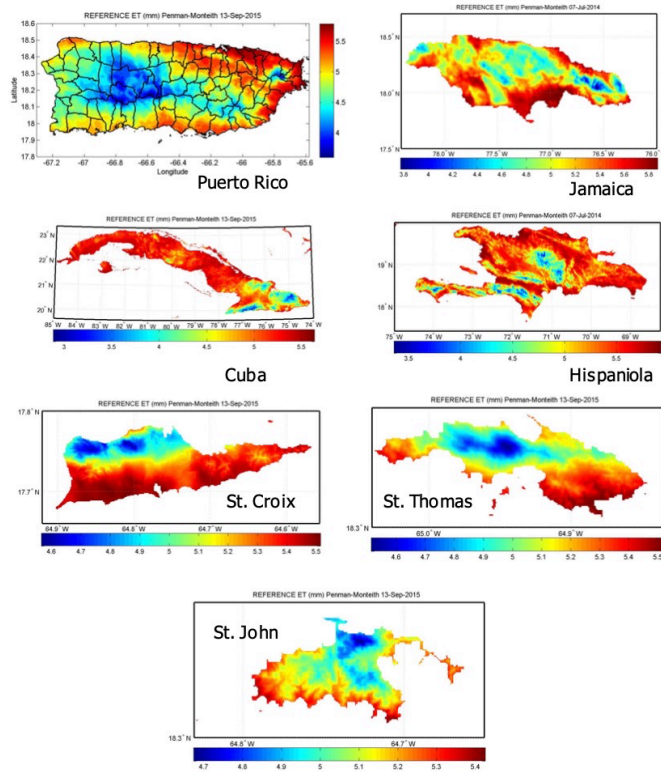 REFERENCE ET (mm) Penman-Monteith 13-Sep-2015
18.6
18.5
18.4
18.3
18.2
18.1
18
17.9
17.8
Latitude
-67.2 -67 -66.8 -66.6 -66.4 -66.2 -66 -65.8 -65.6
Longitude
5.5
5
4.5
4
Puerto Rico
REFERENCE ET (mm) Penman-Monteith 07-Jul-2014
18.5°N
18.0°N
17.5°N
78.0°W 77.5°W 77.0°W 76.5°W 76.0°W
3.8 4 4.2 4.4 4.6 4.8 5 5.2 5.4 5.6 5.8
Jamaica
REFERENCE ET (mm) Penman-Monteith 13-Sep-2015
23°N
22°N
21°N
20°N
85°W 84°W 83°W 82°W 81°W 80°W 79°W 78°W 77°W 76°W 75°W 74°W
3 3.5 4 4.5 5 5.5
Cuba
REFERENCE ET (mm) Penman-Monteith 07-Jul-2014
19°N
18°N
75°W 74°W 73°W 72°W 71°W 70°W 69°W
3.5 4 4.5 5 5.5
Hispaniola
REFERENCE ET (mm) Penman-Monteith 13-Sep-2015
17.8°N
17.7°N
St. Croix
64.9°W 64.8°W 64.7°W 64.6°W
4.6 4.7 4.8 4.9 5 5.1 5.2 5.3 5.4 5.5
REFERENCE ET (mm) Penman-Monteith 13-Sep-2015
St. Thomas
18.3°N
65.0°W 64.9°W
4.6 4.7 4.8 4.9 5 5.1 5.2 5.3 5.4 5.5
REFERENCE ET (mm) Penman-Monteith 13-Sep-2015
St. John
18.3°N
64.8°W 64.7°W
4.7 4.8 4.9 5 5.1 5.2 5.3 5.4